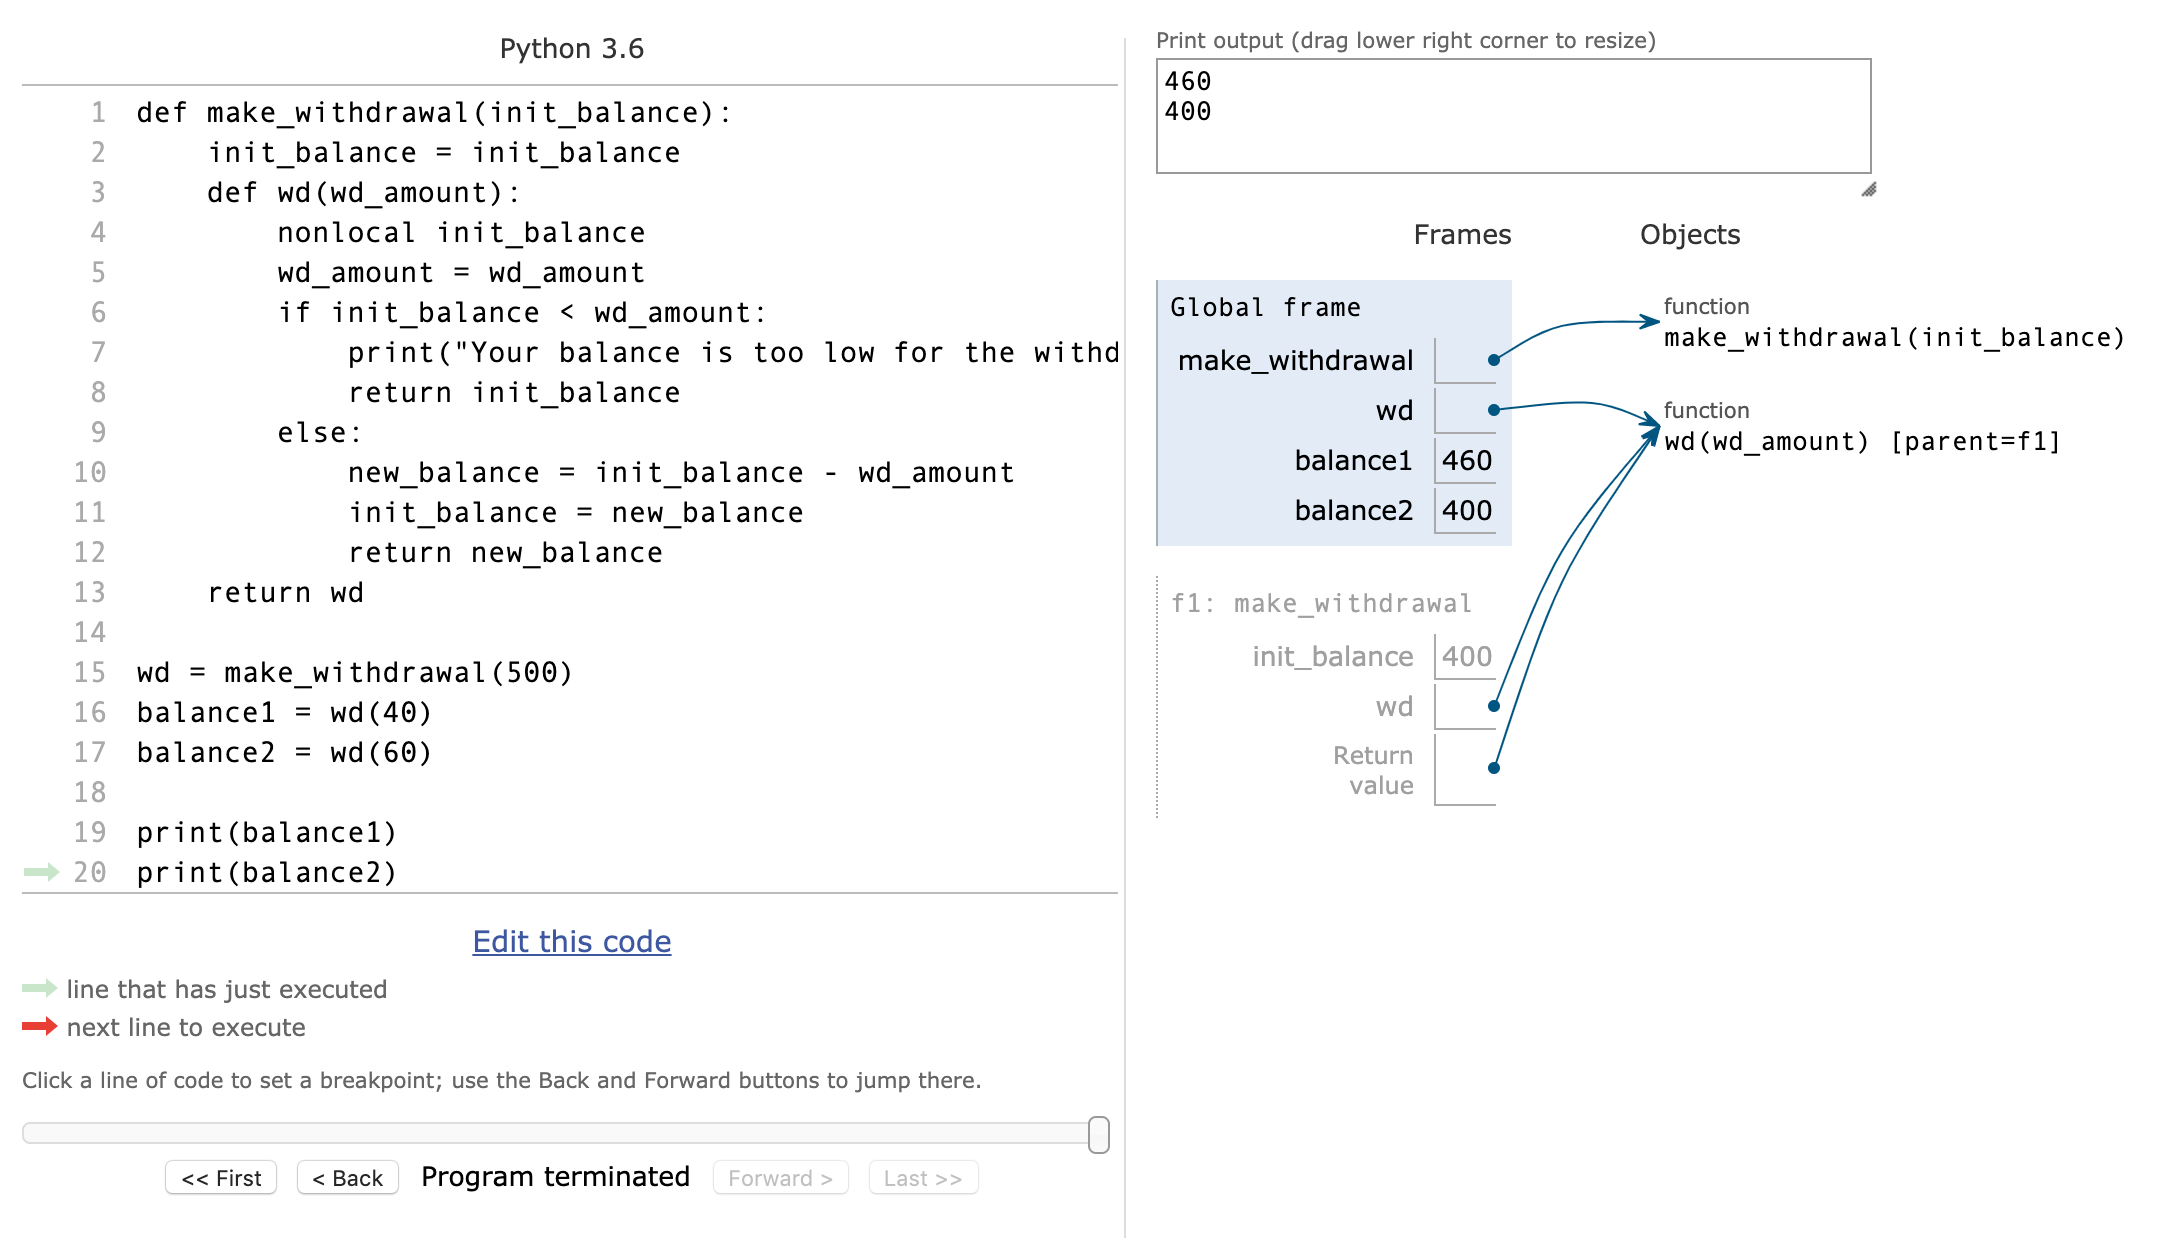 Python 3.6
1 def make_withdrawal(init_balance):
2     init_balance = init_balance
3     def wd(wd_amount):
4         nonlocal init_balance
5         wd_amount = wd_amount
6         if init_balance < wd_amount:
7             print("Your balance is too low for the withd
8             return init_balance
9         else:
10             new_balance = init_balance - wd_amount
11             init_balance = new_balance
12             return new_balance
13     return wd
14
15 wd = make_withdrawal(500)
16 balance1 = wd(40)
17 balance2 = wd(60)
18
19 print(balance1)
20 print(balance2)
Edit this code
line that has just executed
next line to execute
Click a line of code to set a breakpoint; use the Back and Forward buttons to jump there.
<< First < Back Program terminated Forward > Last >>
Print output (drag lower right corner to resize)
460
400
Frames Objects
Global frame
make_withdrawal
wd
balance1 460
balance2 400
f1: make_withdrawal
init_balance 400
wd
Return
value
function
make_withdrawal(init_balance)
function
wd(wd_amount) [parent=f1]